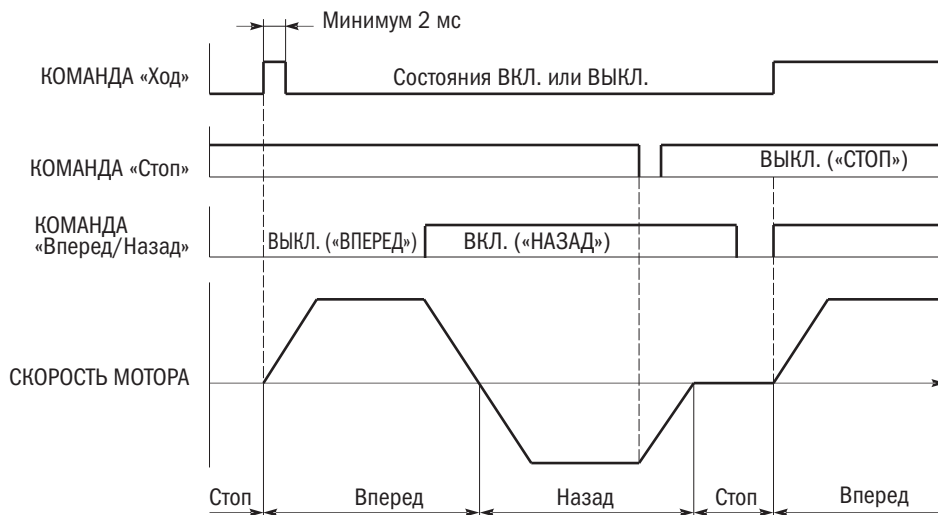 Минимум 2 мс
КОМАНДА «Ход»
Состояния ВКЛ. или ВЫКЛ.
КОМАНДА «Стоп»
ВЫКЛ. («СТОП»)
КОМАНДА
«Вперед/Назад»
ВЫКЛ. («ВПЕРЕД»)
ВКЛ. («НАЗАД»)
СКОРОСТЬ МОТОРА
Стоп
Вперед
Назад
Стоп
Вперед